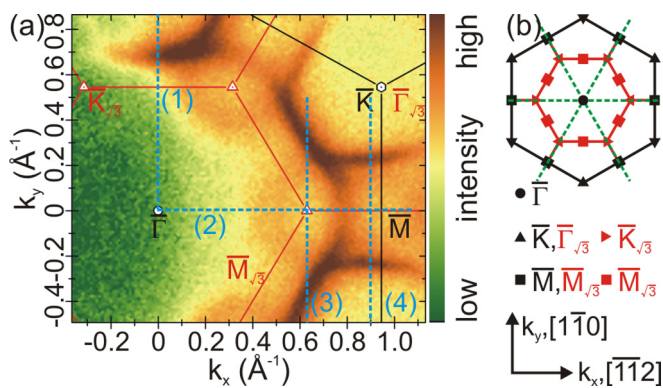 (a)
(b)
0.8
0.6
0.4
0.2
0
-0.2
-0.4
k_y (Å⁻¹)
-0.2 0 0.2 0.4 0.6 0.8 1.0
k_x (Å⁻¹)
K̅_√3
(1)
K̅ Γ̅_√3
Γ̅
(2)
M̅
M̅_√3
(3)
(4)
high
intensity
low
Γ̅
K̅,Γ̅_√3 K̅_√3
M̅,M̅_√3 M̅_√3
k_y,[11̅0]
k_x,[1̅1̅2]